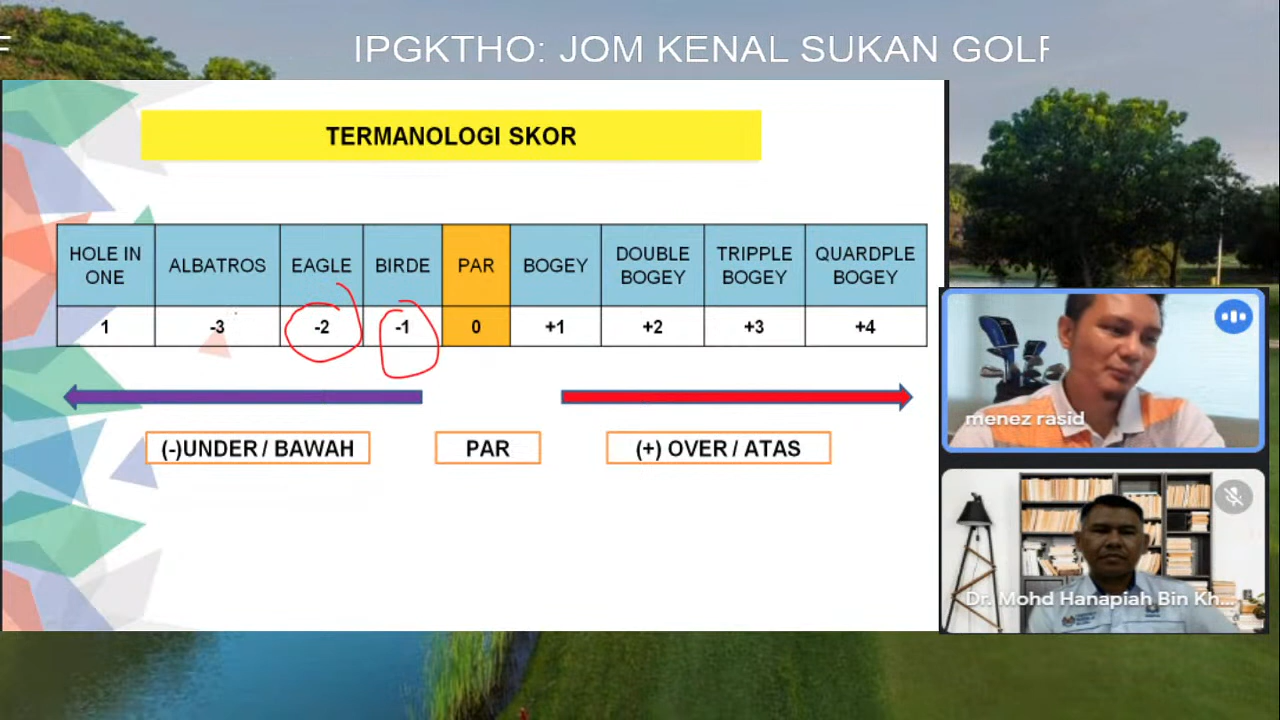 F
IPGKTHO: JOM KENAL SUKAN GOLF
TERMANOLOGI SKOR
HOLE IN ONE
ALBATROS
EAGLE
BIRDE
PAR
BOGEY
DOUBLE BOGEY
TRIPPLE BOGEY
QUARDPLE BOGEY
1
-3
-2
-1
0
+1
+2
+3
+4
(-)UNDER / BAWAH
PAR
(+) OVER / ATAS
menez rasid
Dr. Mohd Hanapiah Bin Kh...